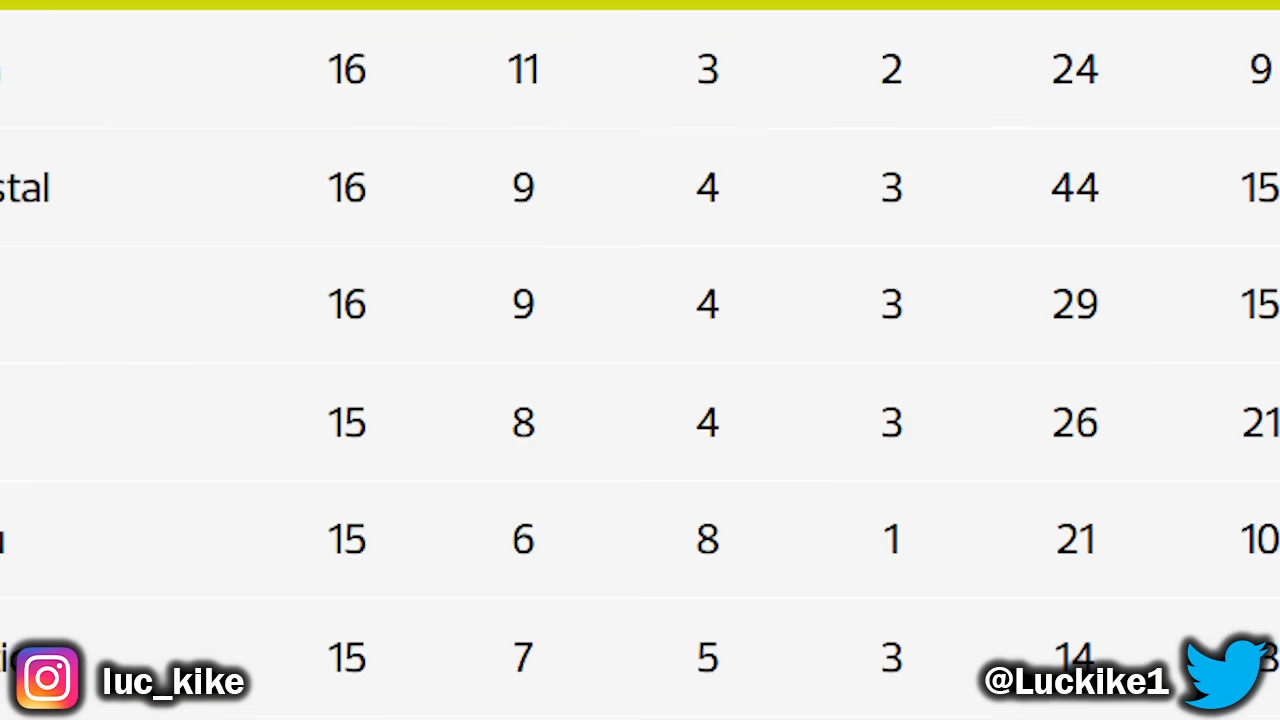 16 11 3 2 24 9
stal 16 9 4 3 44 15
16 9 4 3 29 15
15 8 4 3 26 21
15 6 8 1 21 10
15 7 5 3 14
luc_kike @Luckike1